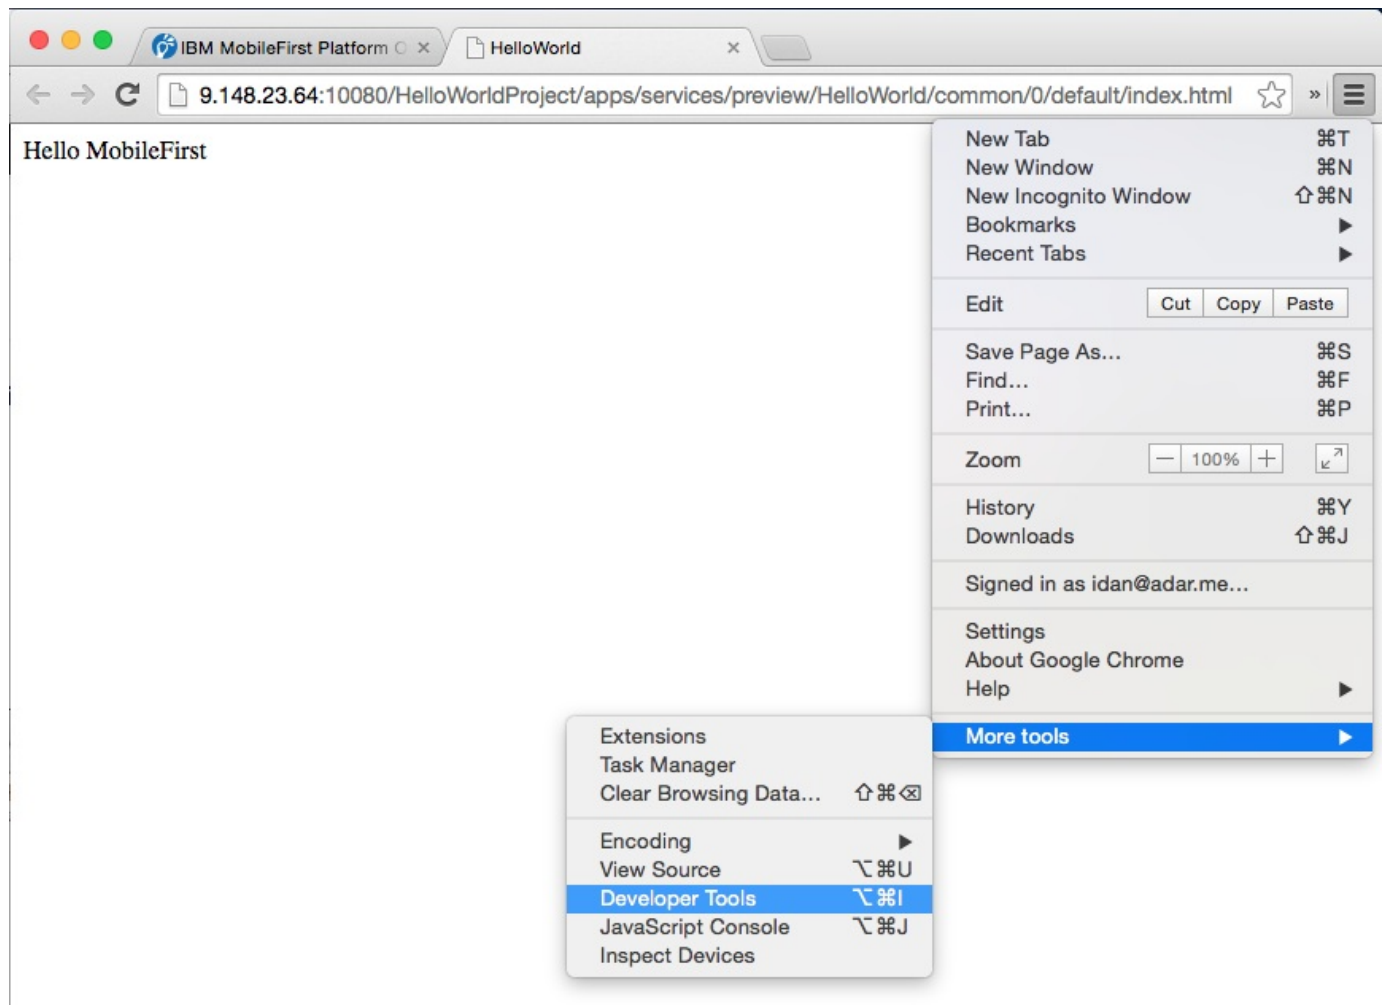 IBM MobileFirst Platform O
HelloWorld
9.148.23.64:10080/HelloWorldProject/apps/services/preview/HelloWorld/common/0/default/index.html
»
Hello MobileFirst
New Tab ⌘T
New Window ⌘N
New Incognito Window ⇧⌘N
Bookmarks ▶
Recent Tabs ▶
Edit Cut Copy Paste
Save Page As... ⌘S
Find... ⌘F
Print... ⌘P
Zoom — 100% +
History ⌘Y
Downloads ⇧⌘J
Signed in as idan@adar.me...
Settings
About Google Chrome
Help ▶
More tools ▶
Extensions
Task Manager
Clear Browsing Data... ⇧⌘⌫
Encoding ▶
View Source ⌥⌘U
Developer Tools ⌥⌘I
JavaScript Console ⌥⌘J
Inspect Devices